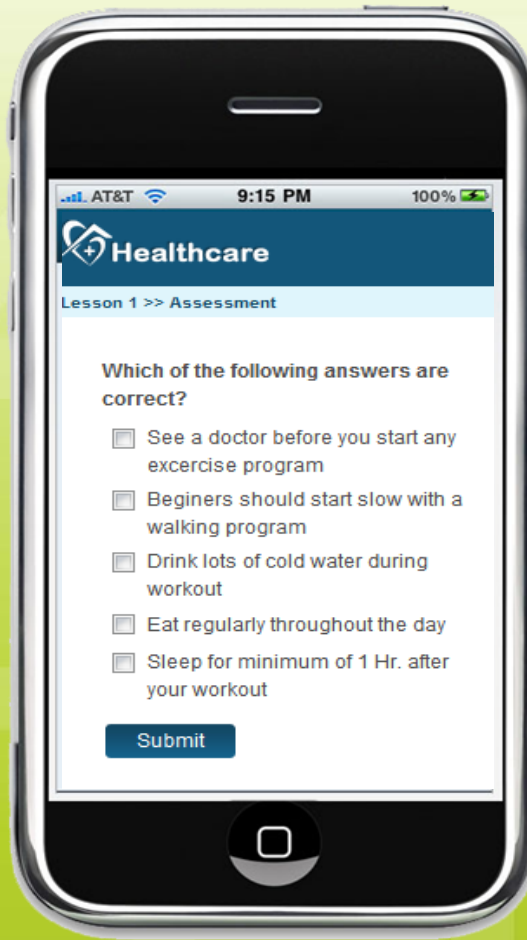 AT&T 9:15 PM 100%
Healthcare
Lesson 1 >> Assessment
Which of the following answers are
correct?
See a doctor before you start any
excercise program
Beginers should start slow with a
walking program
Drink lots of cold water during
workout
Eat regularly throughout the day
Sleep for minimum of 1 Hr. after
your workout
Submit